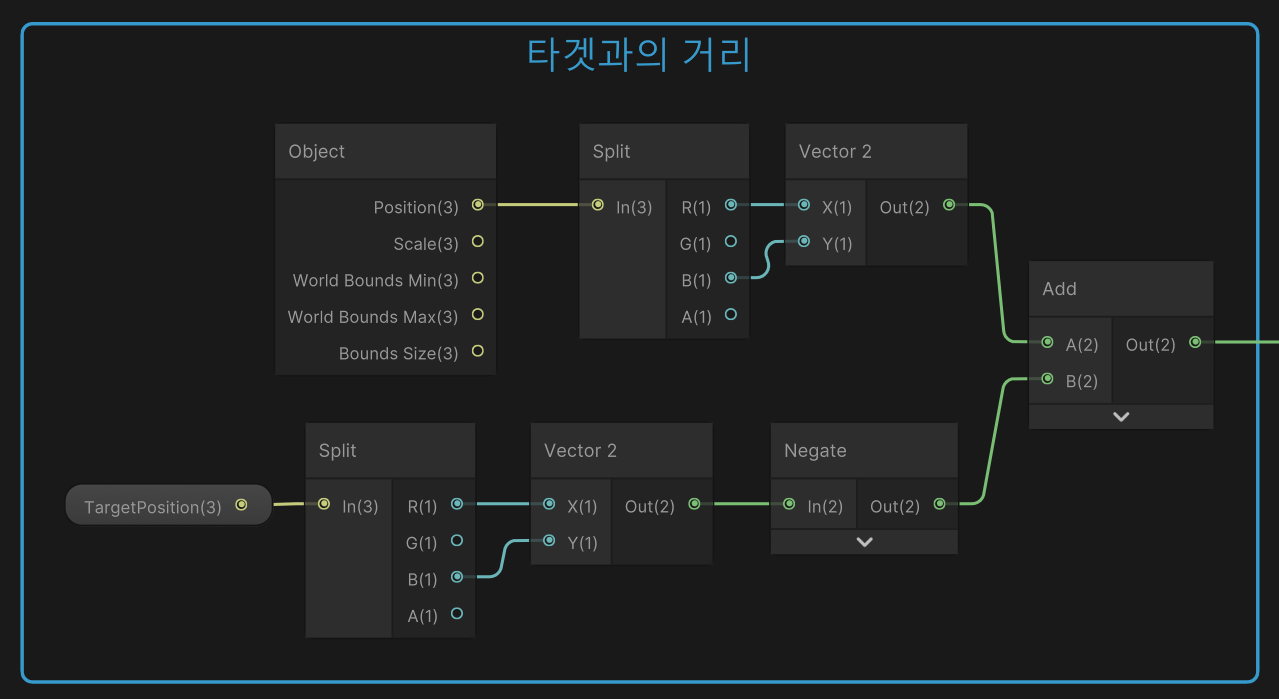 타겟과의 거리
Object
Position(3)
Scale(3)
World Bounds Min(3)
World Bounds Max(3)
Bounds Size(3)
Split
In(3)
R(1)
G(1)
B(1)
A(1)
Vector 2
X(1)
Y(1)
Out(2)
Add
A(2)
B(2)
Out(2)
TargetPosition(3)
Split
In(3)
R(1)
G(1)
B(1)
A(1)
Vector 2
X(1)
Y(1)
Out(2)
Negate
In(2)
Out(2)